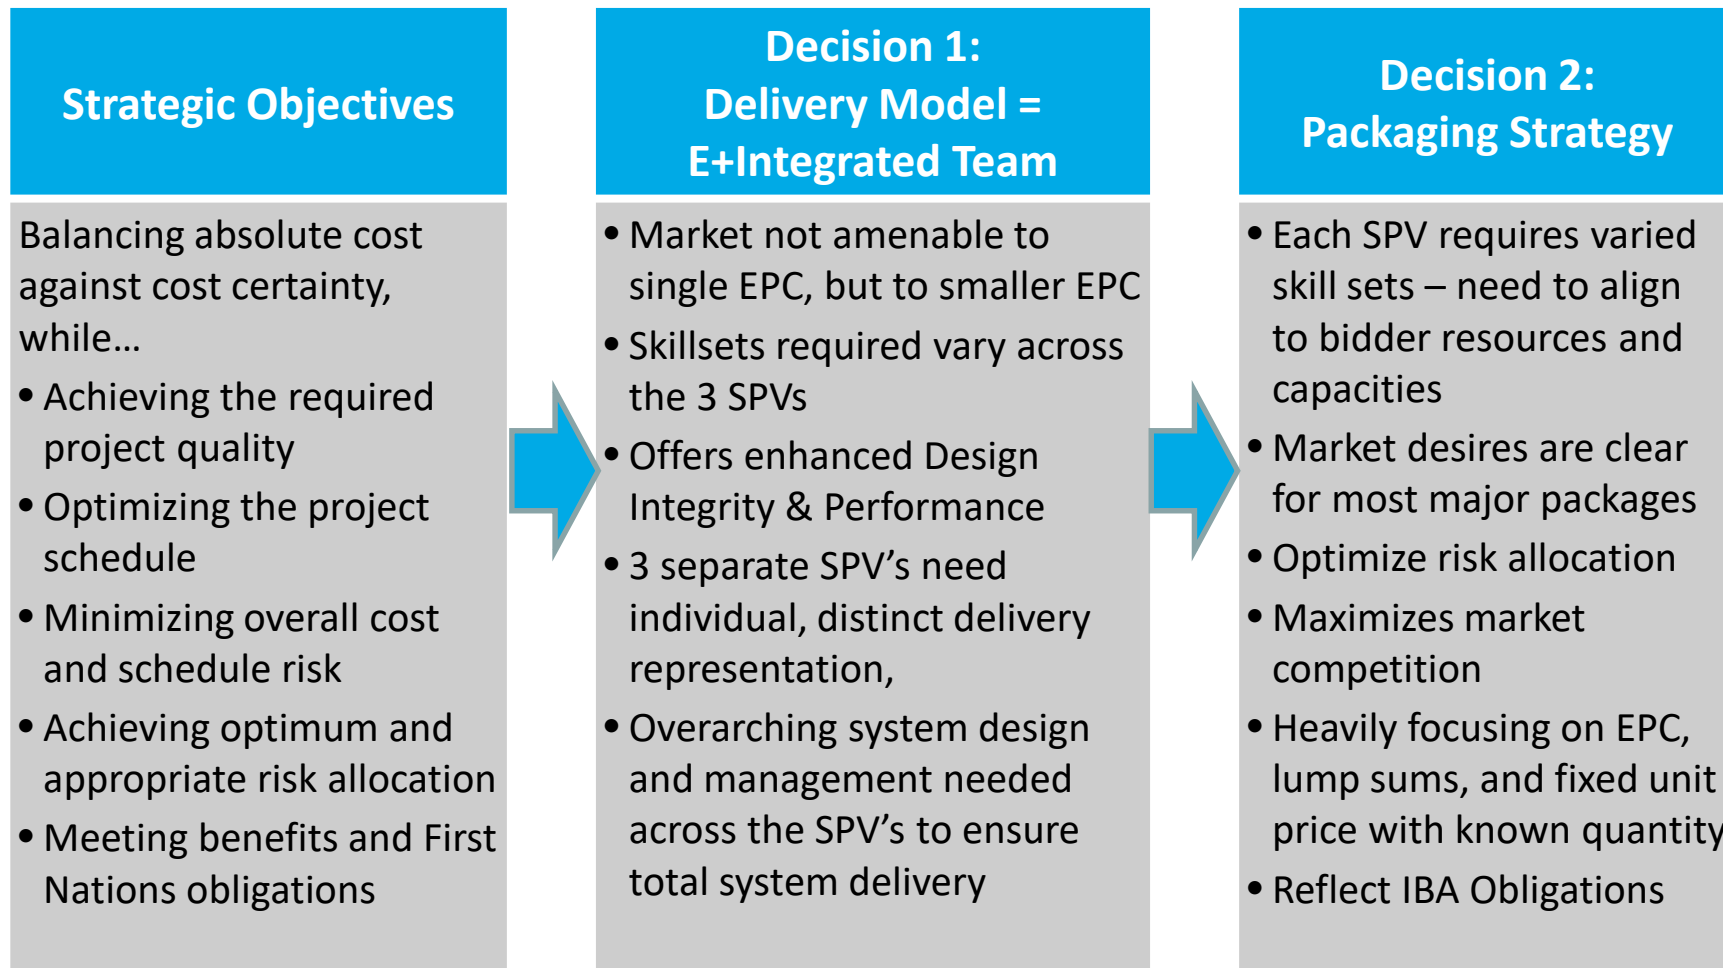 Strategic Objectives
Balancing absolute cost
against cost certainty,
while…
• Achieving the required
project quality
• Optimizing the project
schedule
• Minimizing overall cost
and schedule risk
• Achieving optimum and
appropriate risk allocation
• Meeting benefits and First
Nations obligations
Decision 1:
Delivery Model =
E+Integrated Team
• Market not amenable to
single EPC, but to smaller EPC
• Skillsets required vary across
the 3 SPVs
• Offers enhanced Design
Integrity & Performance
• 3 separate SPV’s need
individual, distinct delivery
representation,
• Overarching system design
and management needed
across the SPV’s to ensure
total system delivery
Decision 2:
Packaging Strategy
• Each SPV requires varied
skill sets – need to align
to bidder resources and
capacities
• Market desires are clear
for most major packages
• Optimize risk allocation
• Maximizes market
competition
• Heavily focusing on EPC,
lump sums, and fixed unit
price with known quantity
• Reflect IBA Obligations